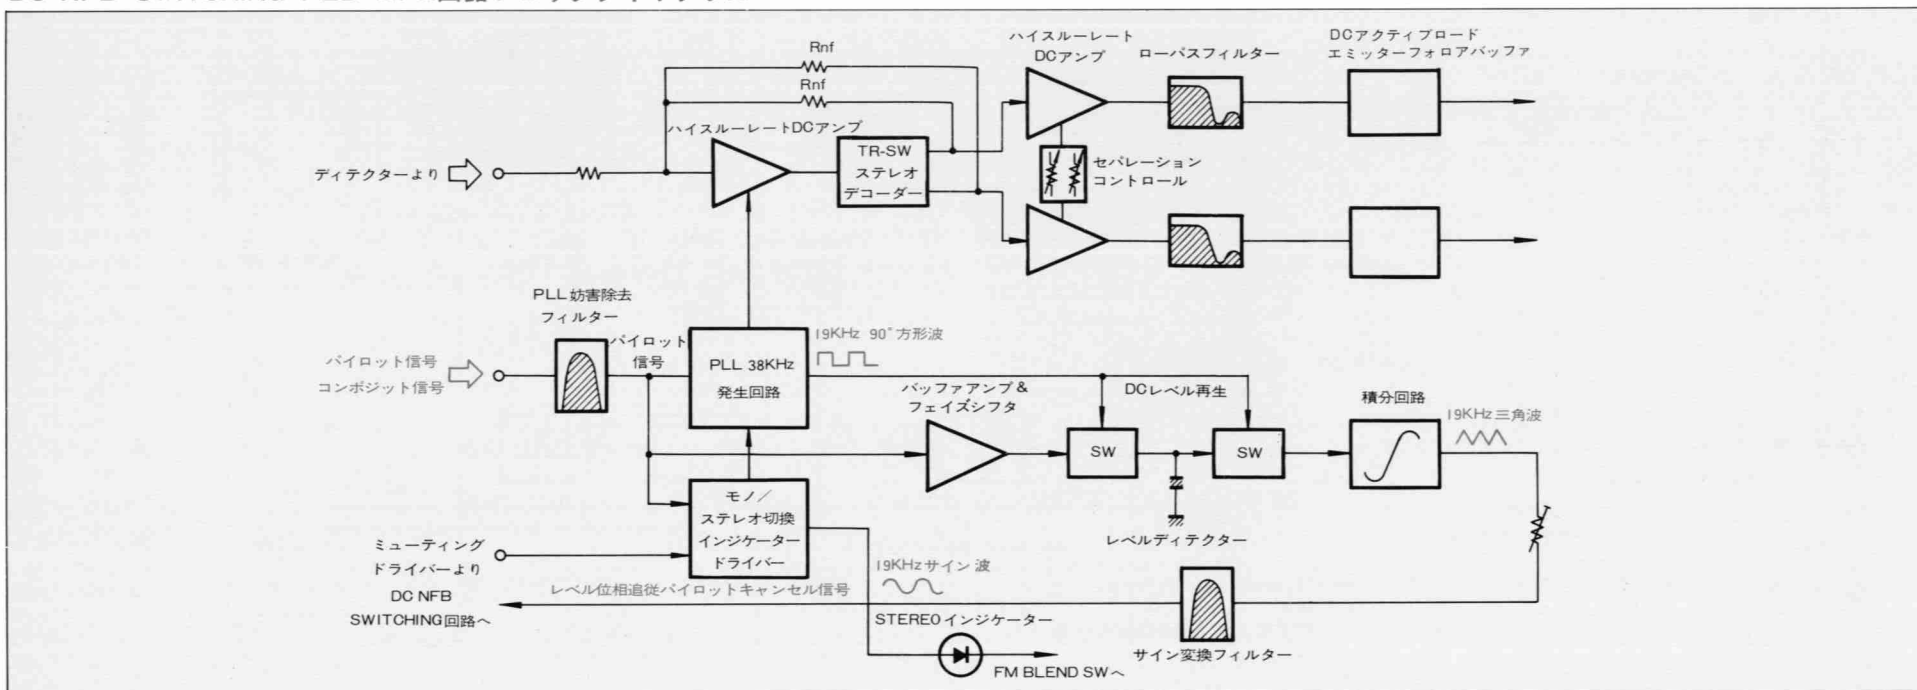 Rnf
Rnf
ハイスルーレートDCアンプ
ディテクターより
TR-SW
ステレオ
デコーダー
ハイスルーレート
DCアンプ
ローパスフィルター
DCアクティブロード
エミッターフォロアバッファ
セパレーション
コントロール
PLL妨害除去
フィルター
パイロット信号
コンポジット信号
パイロット
信号
PLL 38KHz
発生回路
19KHz 90°方形波
バッファアンプ&
フェイズシフタ
DCレベル再生
SW
SW
積分回路
19KHz三角波
レベルディテクター
モノ／
ステレオ切換
インジケーター
ドライバー
ミューティング
ドライバーより
DC NFB
SWITCHING回路へ
レベル位相追従パイロットキャンセル信号
19KHzサイン波
STEREOインジケーター
FM BLEND SWへ
サイン変換フィルター